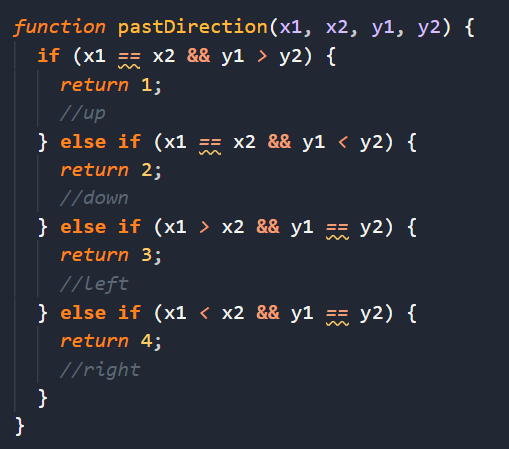 function pastDirection(x1, x2, y1, y2) {
  if (x1 == x2 && y1 > y2) {
    return 1;
    //up
  } else if (x1 == x2 && y1 < y2) {
    return 2;
    //down
  } else if (x1 > x2 && y1 == y2) {
    return 3;
    //left
  } else if (x1 < x2 && y1 == y2) {
    return 4;
    //right
  }
}